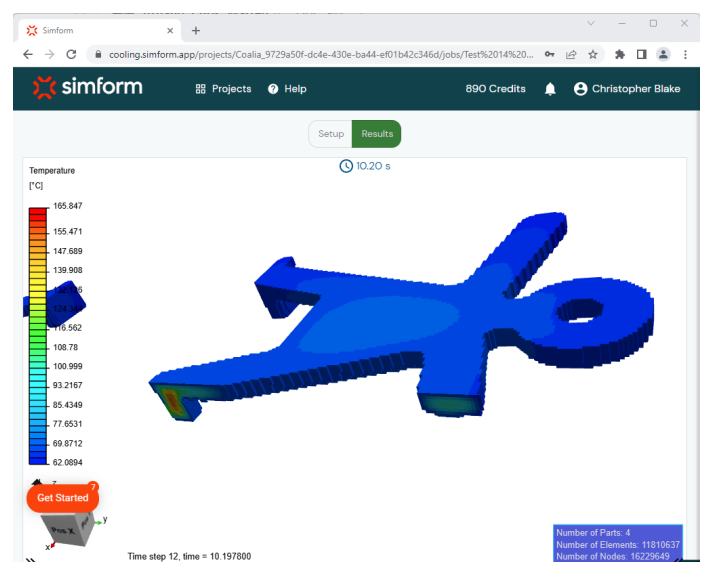 Simform
cooling.simform.app/projects/Coalia_9729a50f-dc4e-430e-ba44-ef01b42c346d/jobs/Test%2014%20...
simform
Projects
Help
890 Credits
Christopher Blake
Setup
Results
10.20 s
Temperature
[°C]
165.847
155.471
147.689
139.908
116.562
108.78
100.999
93.2167
85.4349
77.6531
69.8712
62.0894
z
7
Get Started
Pos X
y
x
Time step 12, time = 10.197800
Number of Parts: 4
Number of Elements: 11810637
Number of Nodes: 16229649